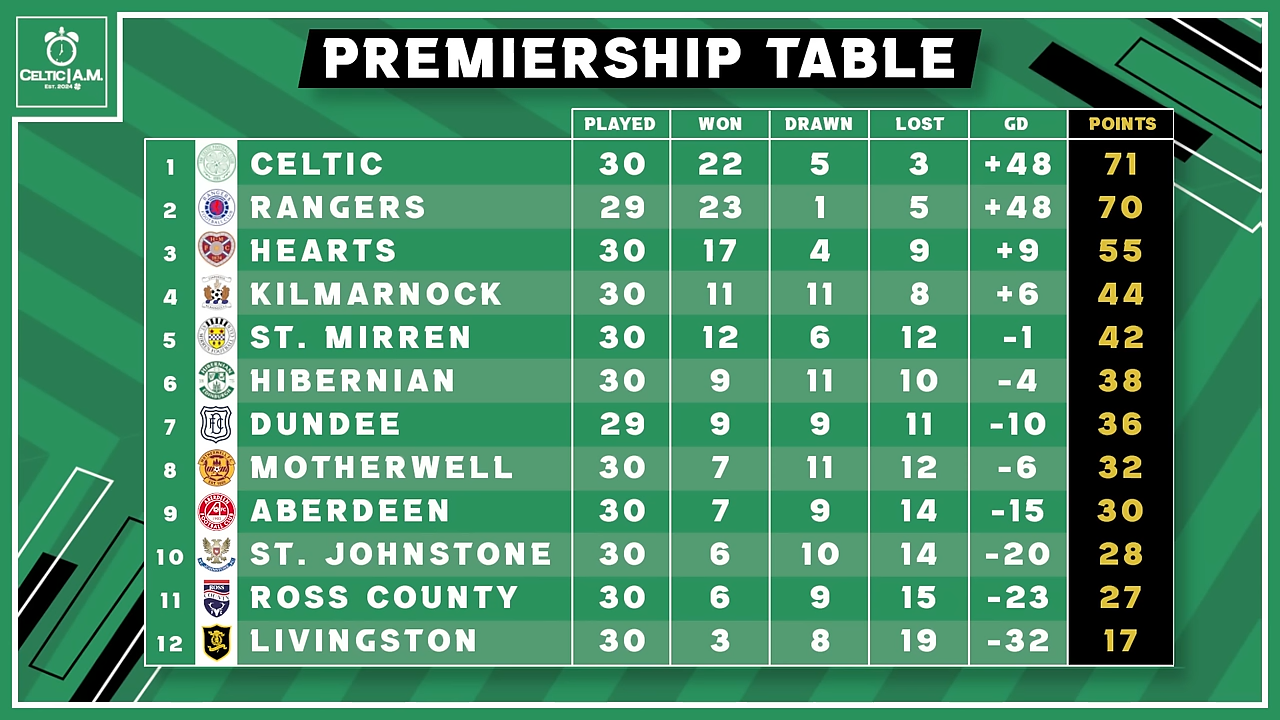 CELTIC|A.M.
EST. 2024
PREMIERSHIP TABLE
PLAYED WON DRAWN LOST GD POINTS
1 CELTIC 30 22 5 3 +48 71
2 RANGERS 29 23 1 5 +48 70
3 HEARTS 30 17 4 9 +9 55
4 KILMARNOCK 30 11 11 8 +6 44
5 ST. MIRREN 30 12 6 12 -1 42
6 HIBERNIAN 30 9 11 10 -4 38
7 DUNDEE 29 9 9 11 -10 36
8 MOTHERWELL 30 7 11 12 -6 32
9 ABERDEEN 30 7 9 14 -15 30
10 ST. JOHNSTONE 30 6 10 14 -20 28
11 ROSS COUNTY 30 6 9 15 -23 27
12 LIVINGSTON 30 3 8 19 -32 17